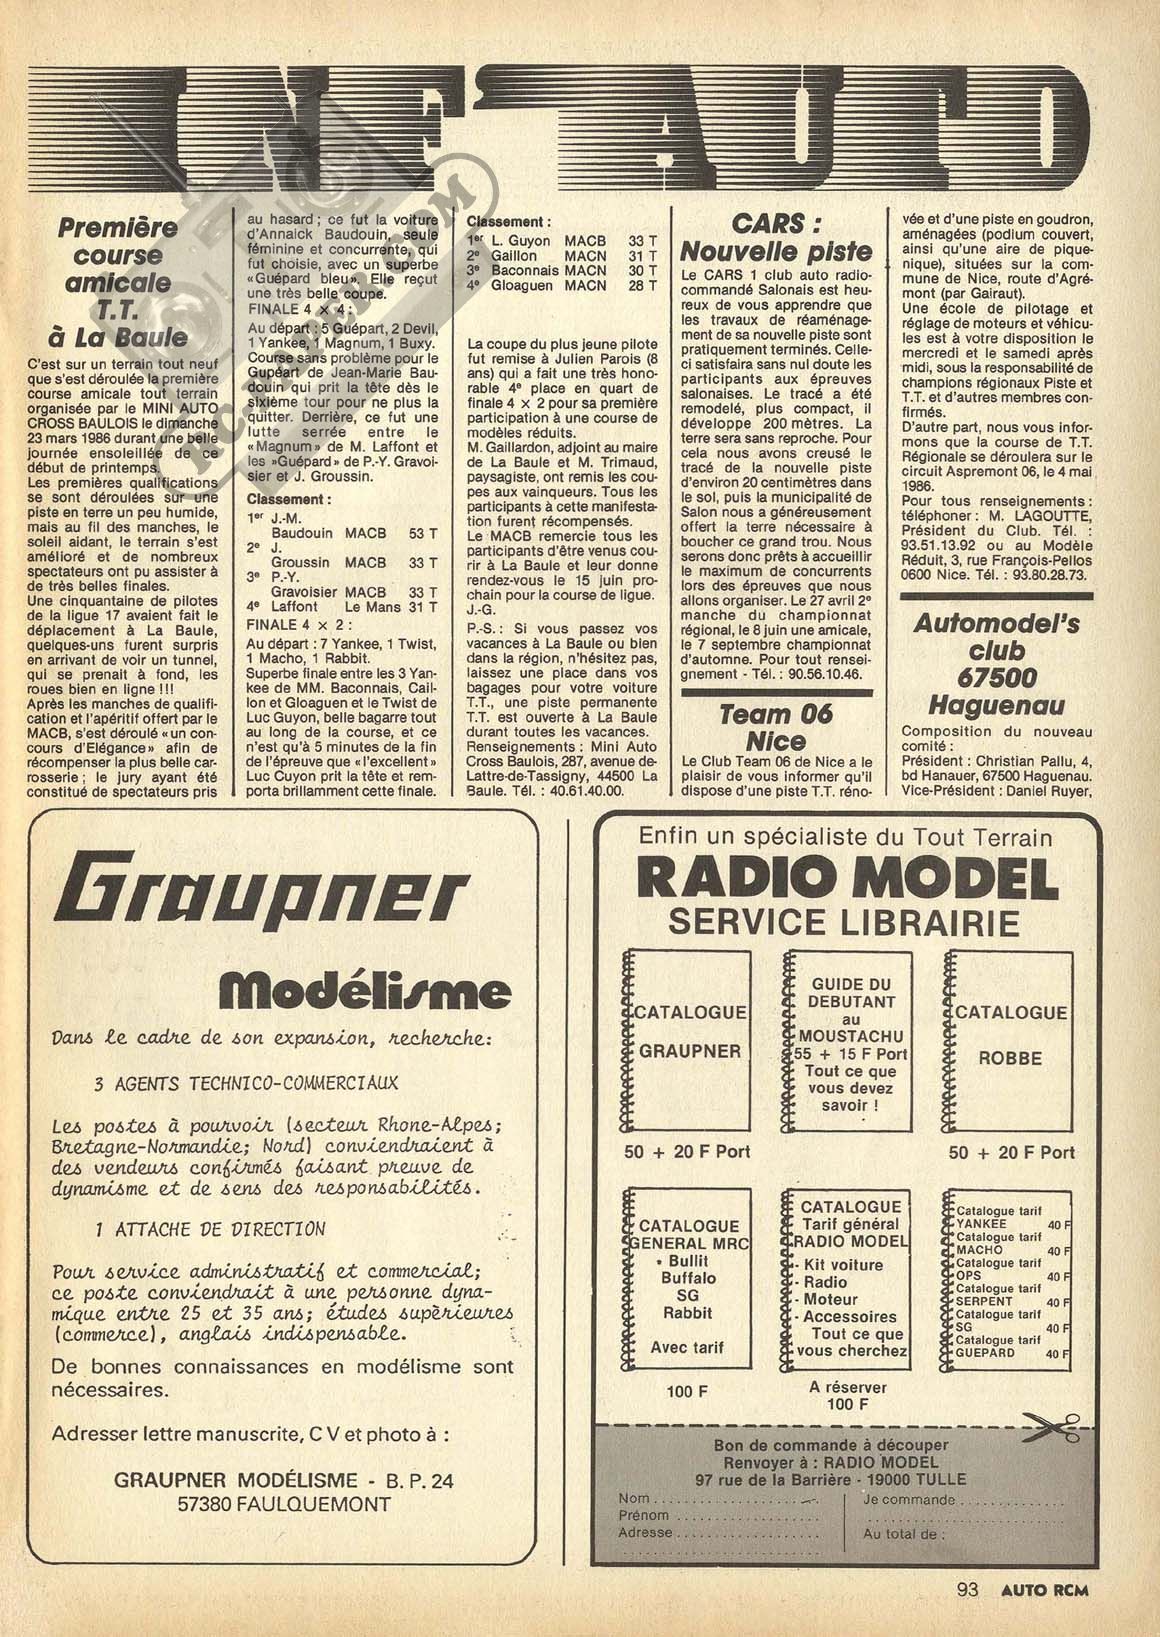 INF' AUTO
Première
course
amicale
T.T.
à La Baule
C'est sur un terrain tout neuf
que s'est déroulée la première
course amicale tout terrain
organisée par le MINI AUTO
CROSS BAULOIS le dimanche
23 mars 1986 durant une belle
journée ensoleillée de ce
début de printemps.
Les premières qualifications
se sont déroulées sur une
piste en terre un peu humide,
mais au fil des manches, le
soleil aidant, le terrain s'est
amélioré et de nombreux
spectateurs ont pu assister à
de très belles finales.
Une cinquantaine de pilotes
de la ligue 17 avaient fait le
déplacement à La Baule,
quelques-uns furent surpris
en arrivant de voir un tunnel,
qui se prenait à fond, les
roues bien en ligne !!!
Après les manches de qualifi-
cation et l'apéritif offert par le
MACB, s'est déroulé «un con-
cours d'Elégance» afin de
récompenser la plus belle car-
rosserie ; le jury ayant été
constitué de spectateurs pris
au hasard ; ce fut la voiture
d'Annaick Baudouin, seule
féminine et concurrente, qui
fut choisie, avec un superbe
«Guépard bleu». Elle reçut
une très belle coupe.
FINALE 4 × 4 :
Au départ : 5 Guépart, 2 Devil,
1 Yankee, 1 Magnum, 1 Buxy.
Course sans problème pour le
Gupéart de Jean-Marie Bau-
douin qui prit la tête dès le
sixième tour pour ne plus la
quitter. Derrière, ce fut une
lutte serrée entre le
«Magnum» de M. Laffont et
les »Guépard» de P.-Y. Gravoi-
sier et J. Groussin.
Classement :
1er J.-M.
Baudouin MACB 53 T
2e J.
Groussin MACB 33 T
3e P.-Y.
Gravoisier MACB 33 T
4e Laffont Le Mans 31 T
FINALE 4 × 2 :
Au départ : 7 Yankee, 1 Twist,
1 Macho, 1 Rabbit.
Superbe finale entre les 3 Yan-
kee de MM. Baconnais, Cail-
lon et Gloaguen et le Twist de
Luc Guyon, belle bagarre tout
au long de la course, et ce
n'est qu'à 5 minutes de la fin
de l'épreuve que «l'excellent»
Luc Cuyon prit la tête et rem-
porta brillamment cette finale.
Classement :
1er L. Guyon MACB 33 T
2e Gaillon MACN 31 T
3e Baconnais MACN 30 T
4e Gloaguen MACN 28 T
La coupe du plus jeune pilote
fut remise à Julien Parois (8
ans) qui a fait une très hono-
rable 4e place en quart de
finale 4 × 2 pour sa première
participation à une course de
modèles réduits.
M. Gaillardon, adjoint au maire
de La Baule et M. Trimaud,
paysagiste, ont remis les cou-
pes aux vainqueurs. Tous les
participants à cette manifesta-
tion furent récompensés.
Le MACB remercie tous les
participants d'être venus cou-
rir à La Baule et leur donne
rendez-vous le 15 juin pro-
chain pour la course de ligue.
J.-G.
P.-S. : Si vous passez vos
vacances à La Baule ou bien
dans la région, n'hésitez pas,
laissez une place dans vos
bagages pour votre voiture
T.T., une piste permanente
T.T. est ouverte à La Baule
durant toutes les vacances.
Renseignements : Mini Auto
Cross Baulois, 287, avenue de-
Lattre-de-Tassigny, 44500 La
Baule. Tél. : 40.61.40.00.
CARS :
Nouvelle piste
Le CARS 1 club auto radio-
commandé Salonais est heu-
reux de vous apprendre que
les travaux de réaménage-
ment de sa nouvelle piste sont
pratiquement terminés. Celle-
ci satisfaira sans nul doute les
participants aux épreuves
salonaises. Le tracé a été
remodelé, plus compact, il
développe 200 mètres. La
terre sera sans reproche. Pour
cela nous avons creusé le
tracé de la nouvelle piste
d'environ 20 centimètres dans
le sol, puis la municipalité de
Salon nous a généreusement
offert la terre nécessaire à
boucher ce grand trou. Nous
serons donc prêts à accueillir
le maximum de concurrents
lors des épreuves que nous
allons organiser. Le 27 avril 2e
manche du championnat
régional, le 8 juin une amicale,
le 7 septembre championnat
d'automne. Pour tout rensei-
gnement - Tél. : 90.56.10.46.
Team 06
Nice
Le Club Team 06 de Nice a le
plaisir de vous informer qu'il
dispose d'une piste T.T. réno-
vée et d'une piste en goudron,
aménagées (podium couvert,
ainsi qu'une aire de pique-
nique), situées sur la com-
mune de Nice, route d'Agré-
mont (par Gairaut).
Une école de pilotage et
réglage de moteurs et véhicu-
les est à votre disposition le
mercredi et le samedi après
midi, sous la responsabilité de
champions régionaux Piste et
T.T. et d'autres membres con-
firmés.
D'autre part, nous vous infor-
mons que la course de T.T.
Régionale se déroulera sur le
circuit Aspremont 06, le 4 mai
1986.
Pour tous renseignements :
téléphoner : M. LAGOUTTE,
Président du Club. Tél. :
93.51.13.92 ou au Modèle
Réduit, 3, rue François-Pellos
0600 Nice. Tél. : 93.80.28.73.
Automodel's
club
67500
Haguenau
Composition du nouveau
comité :
Président : Christian Pallu, 4,
bd Hanauer, 67500 Haguenau.
Vice-Président : Daniel Ruyer,
RC-MEMER.COM
Graupner
Modélisme
Dans le cadre de son expansion, recherche:
3 AGENTS TECHNICO-COMMERCIAUX
Les postes à pourvoir (secteur Rhone-Alpes;
Bretagne-Normandie; Nord) conviendraient à
des vendeurs confirmés faisant preuve de
dynamisme et de sens des responsabilités.
1 ATTACHE DE DIRECTION
Pour service administratif et commercial;
ce poste conviendrait à une personne dyna-
mique entre 25 et 35 ans; études supèrieures
(commerce), anglais indispensable.
De bonnes connaissances en modélisme sont
nécessaires.
Adresser lettre manuscrite, C V et photo à :
GRAUPNER MODÉLISME - B. P. 24
57380 FAULQUEMONT
Enfin un spécialiste du Tout Terrain
RADIO MODEL
SERVICE LIBRAIRIE
CATALOGUE
GRAUPNER
50 + 20 F Port
GUIDE DU
DEBUTANT
au
MOUSTACHU
55 + 15 F Port
Tout ce que
vous devez
savoir !
CATALOGUE
ROBBE
50 + 20 F Port
CATALOGUE
GENERAL MRC
• Bullit
Buffalo
SG
Rabbit
Avec tarif
100 F
CATALOGUE
Tarif général
RADIO MODEL
- Kit voiture
- Radio
- Moteur
- Accessoires
Tout ce que
vous cherchez
A réserver
100 F
Catalogue tarif
YANKEE 40 F
Catalogue tarif
MACHO 40 F
Catalogue tarif
OPS 40 F
Catalogue tarif
SERPENT 40 F
Catalogue tarif
SG 40 F
Catalogue tarif
GUEPARD 40 F
Bon de commande à découper
Renvoyer à : RADIO MODEL
97 rue de la Barrière - 19000 TULLE
Nom
Prénom
Adresse
Je commande
Au total de :
93 AUTO RCM